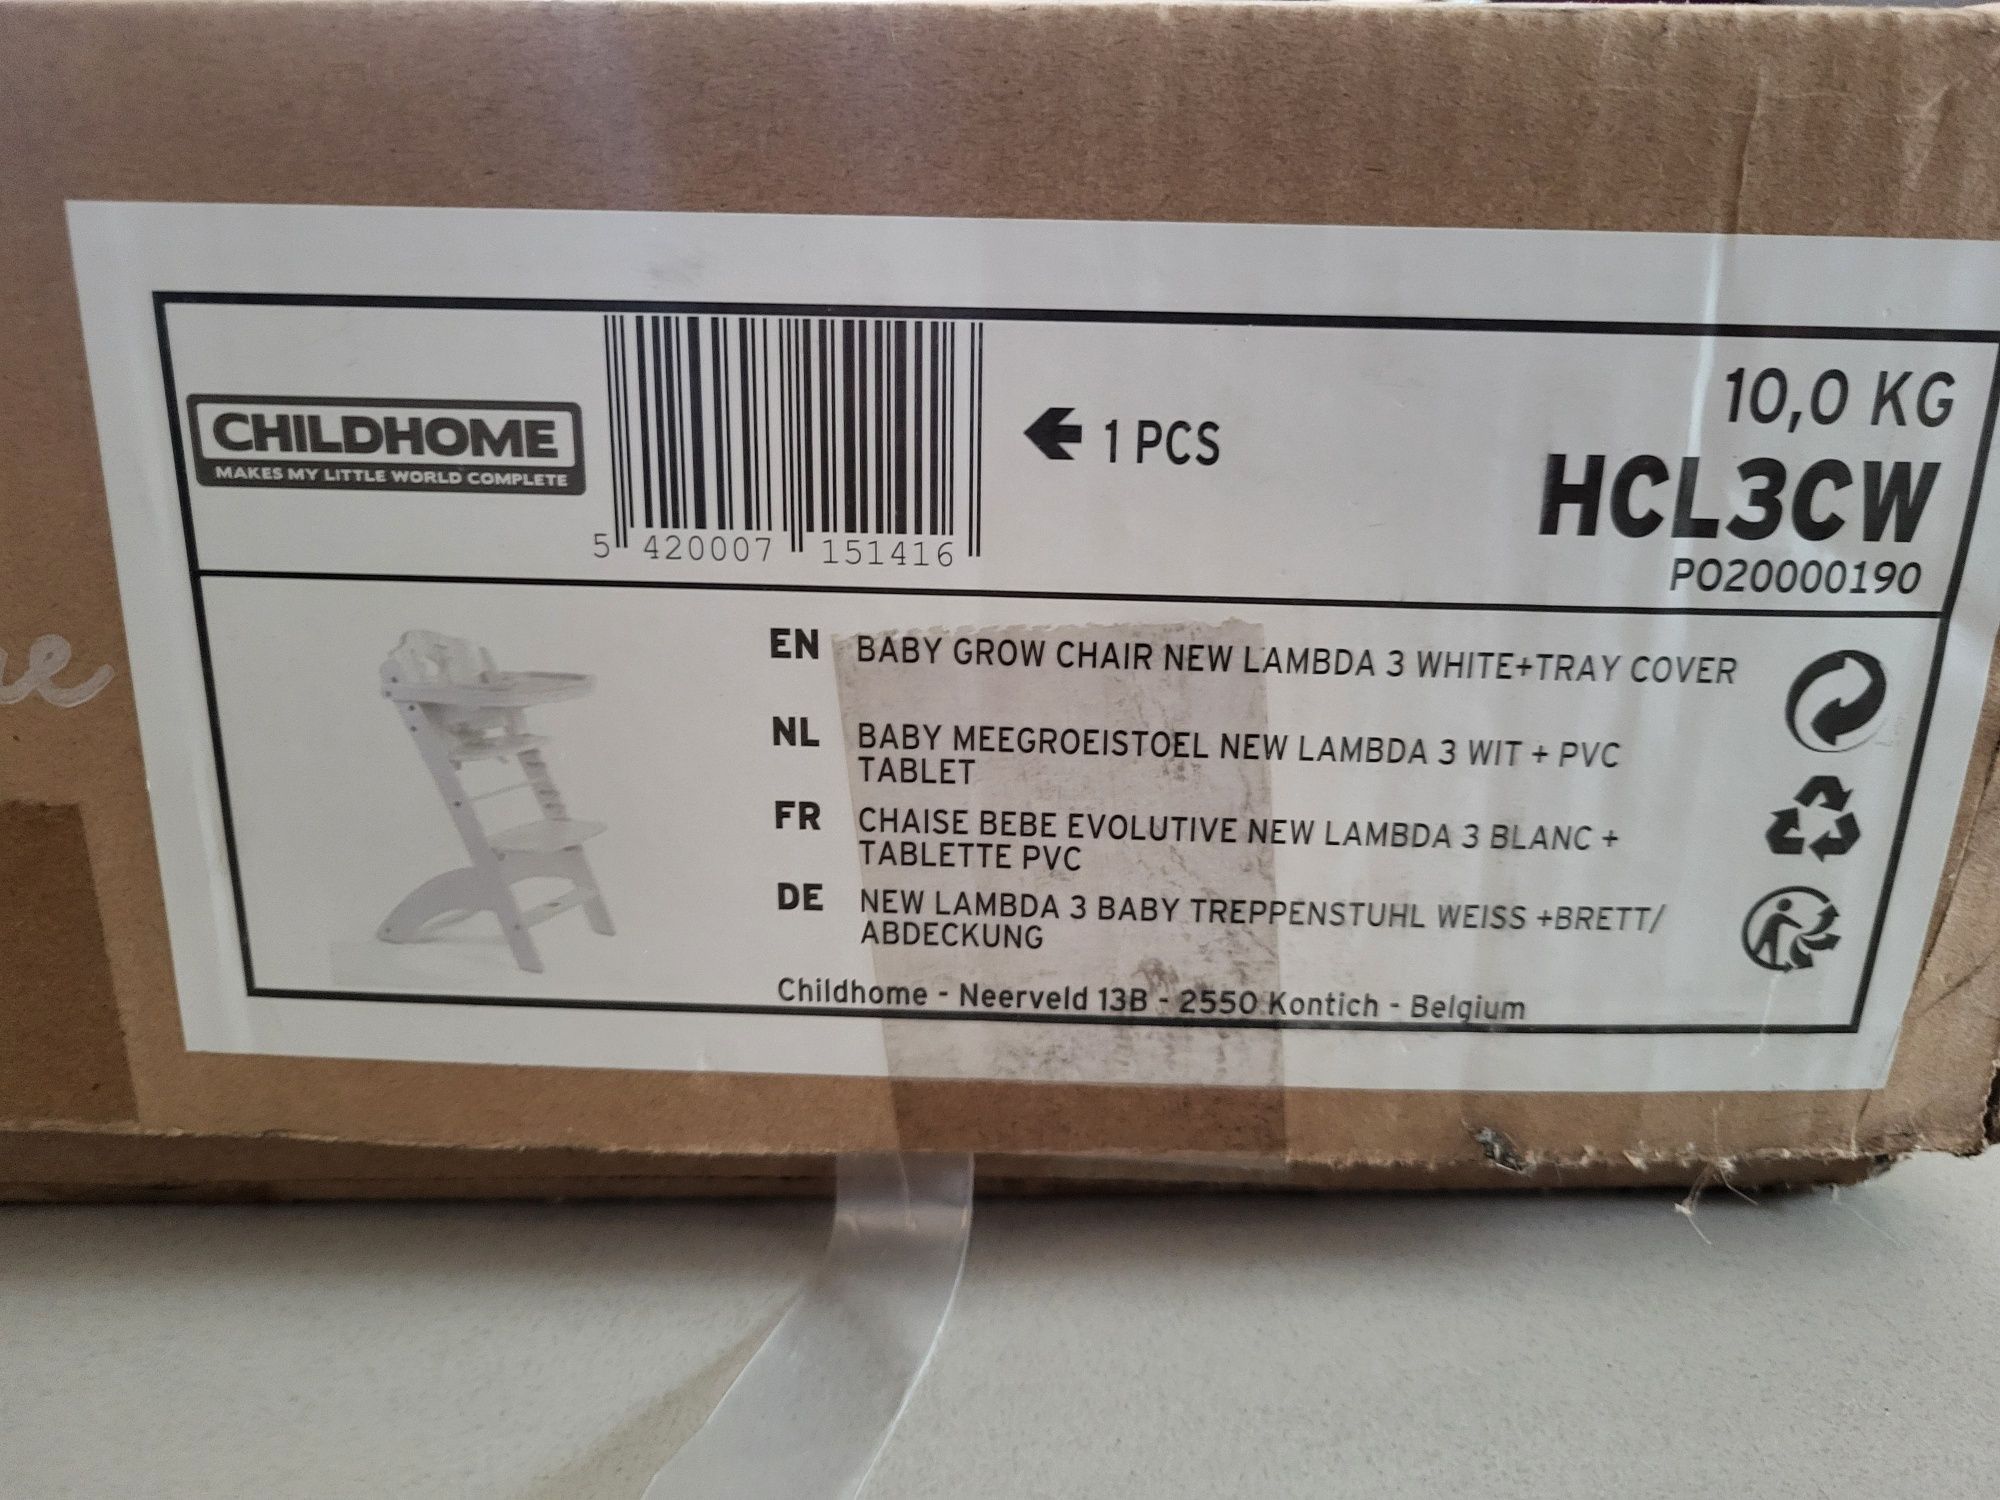 CHILDHOME
MAKES MY LITTLE WORLD COMPLETE
5 420007 151416
1 PCS
10,0 KG
HCL3CW
PO20000190
EN BABY GROW CHAIR NEW LAMBDA 3 WHITE+TRAY COVER
NL BABY MEEGROEISTOEL NEW LAMBDA 3 WIT + PVC
TABLET
FR CHAISE BEBE EVOLUTIVE NEW LAMBDA 3 BLANC +
TABLETTE PVC
DE NEW LAMBDA 3 BABY TREPPENSTUHL WEISS +BRETT/
ABDECKUNG
Childhome - Neerveld 13B - 2550 Kontich - Belgium